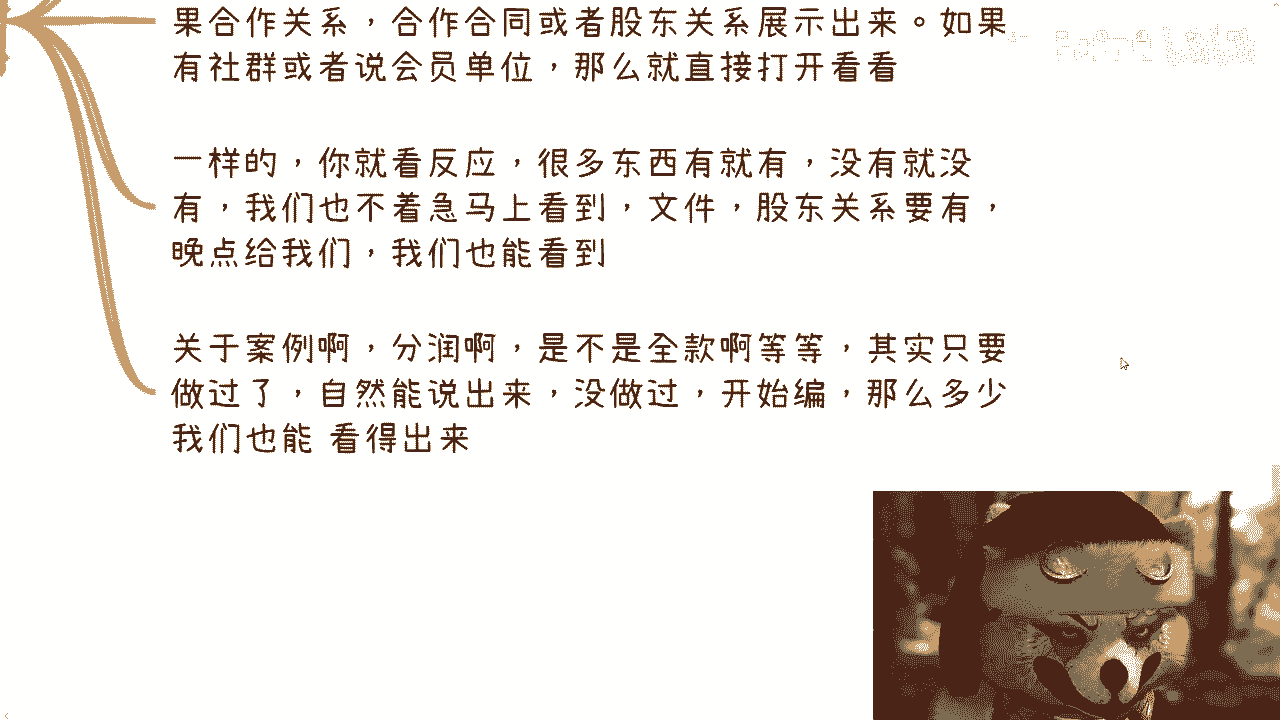 果合作关系，合作合同或者股东关系展示出来。如果
有社群或者说会员单位，那么就直接打开看看
一样的，你就看反应，很多东西有就有，没有就没
有，我们也不着急马上看到，文件，股东关系要有，
晚点给我们，我们也能看到
关于案例啊，分润啊，是不是全款啊等等，其实只要
做过了，自然能说出来，没做过，开始编，那么多少
我们也能 看得出来